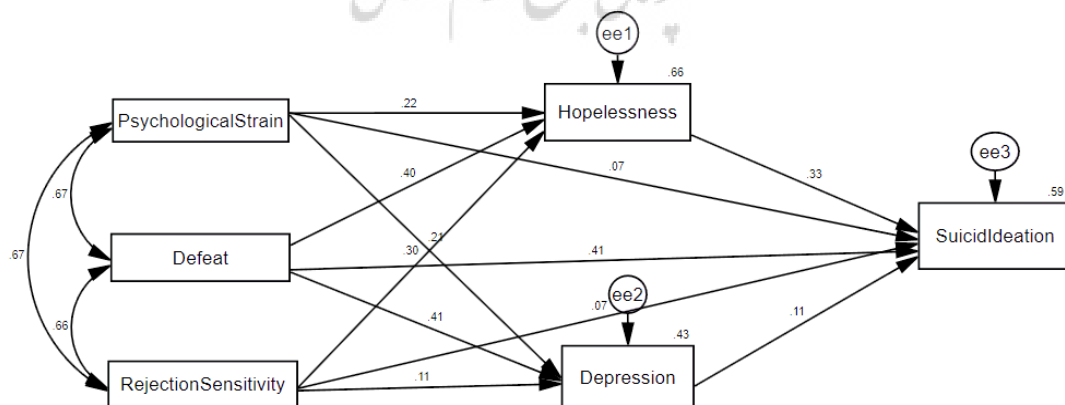 ee1
.66
Hopelessness
PsychologicalStrain
.22
.07
.33
ee3
.59
SuicidIdeation
.67
.40
.21
.30
.41
Defeat
.67
.66
ee2
.07
.43
.41
.11
.11
RejectionSensitivity
Depression